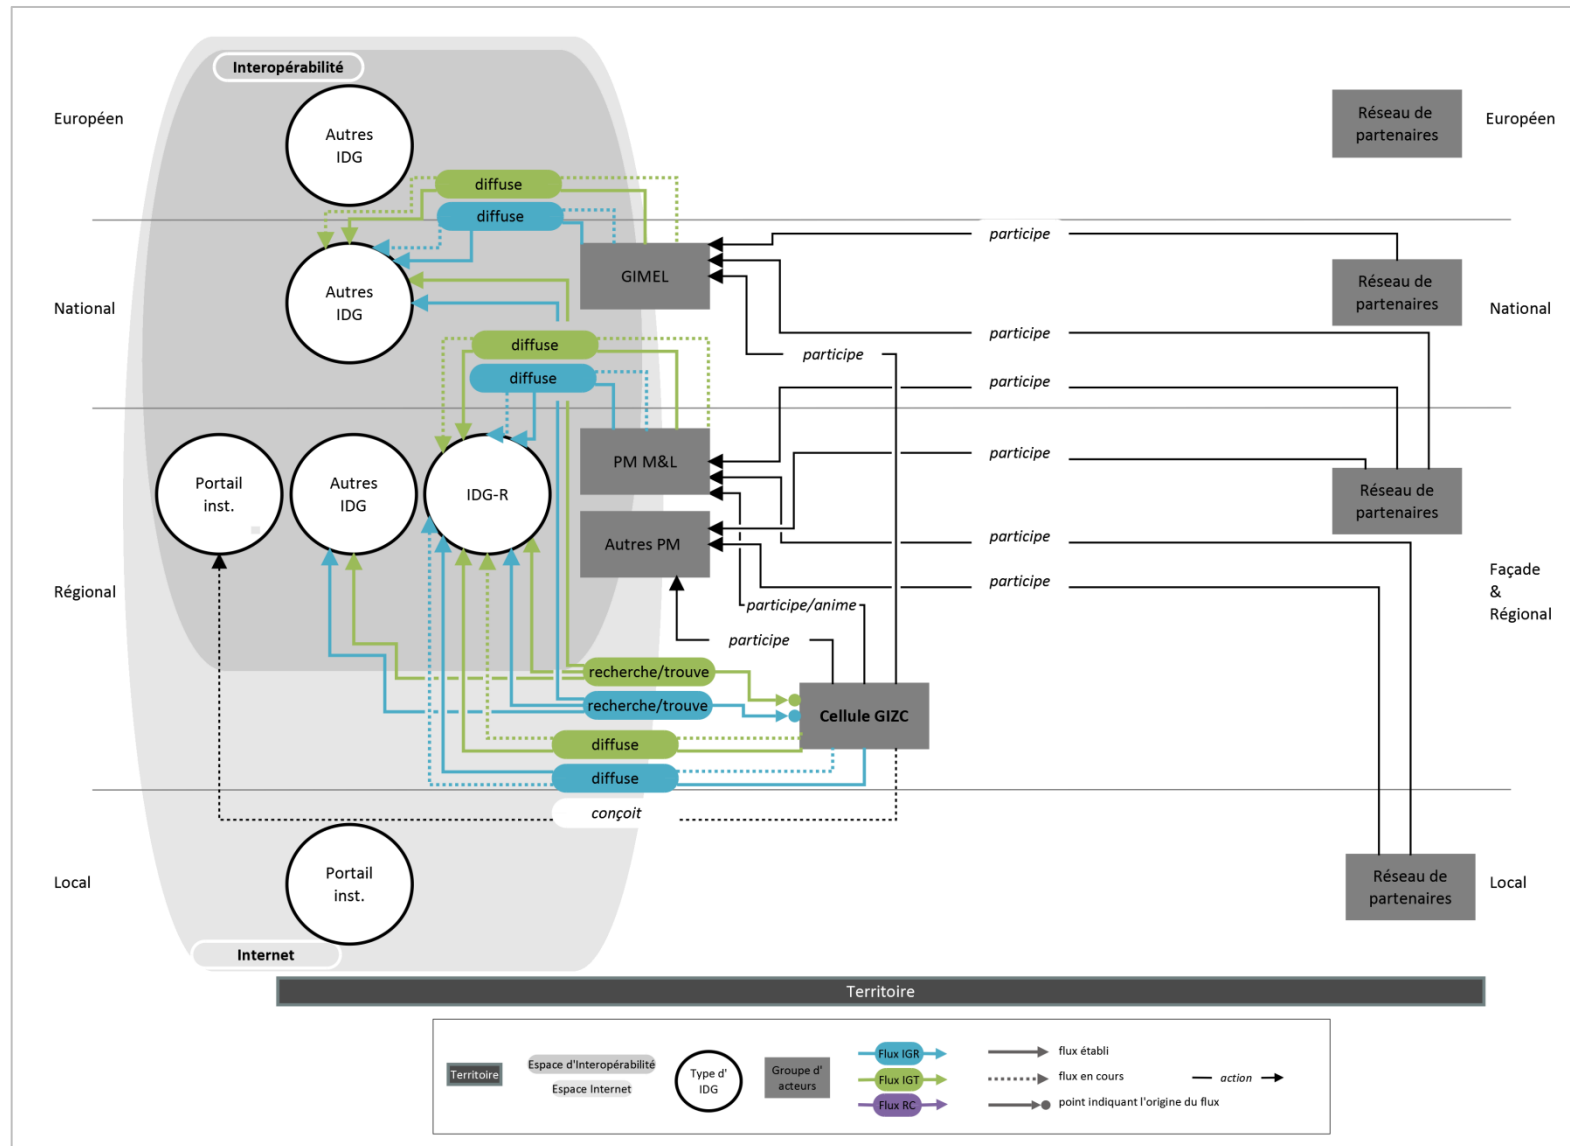 Interopérabilité
Européen
Autres
IDG
Réseau de
partenaires
Européen
diffuse
diffuse
participe
National
Autres
IDG
GIMEL
Réseau de
partenaires
National
diffuse
participe
participe
diffuse
participe
Portail
inst.
Autres
IDG
IDG-R
PM M&L
participe
Réseau de
partenaires
Autres PM
participe
Régional
participe/anime
participe
Façade
&
Régional
participe
recherche/trouve
recherche/trouve
Cellule GIZC
diffuse
diffuse
conçoit
Local
Portail
inst.
Réseau de
partenaires
Local
Internet
Territoire
Territoire
Espace d'Interopérabilité
Espace Internet
Type d'
IDG
Groupe d'
acteurs
Flux IGR
Flux IGT
Flux RC
flux établi
flux en cours
point indiquant l'origine du flux
action